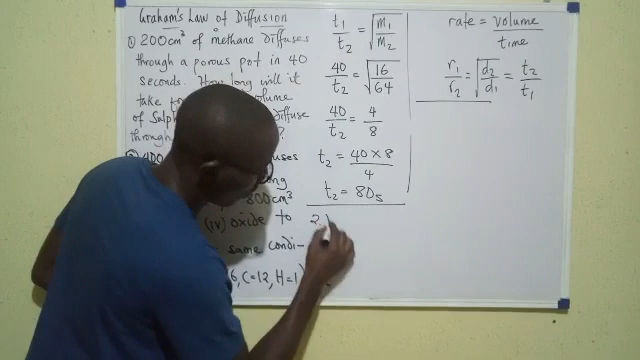 Graham's Law of Diffusion
① 200cm³ of methane Diffuses
through a porous pot in 40
seconds. How long will it
take volume
of Sulph diffuse
through ?
② 400 uses
ong
800cm³
(iv) oxide to
same condi-
6, C=12, H=1)
t₁/t₂ = √(m₁/m₂)
40/t₂ = √(16/64)
40/t₂ = 4/8
t₂ = 40 × 8/4
t₂ = 80s
2
rate = volume/time
r₁/r₂ = √(d₂/d₁) = t₂/t₁